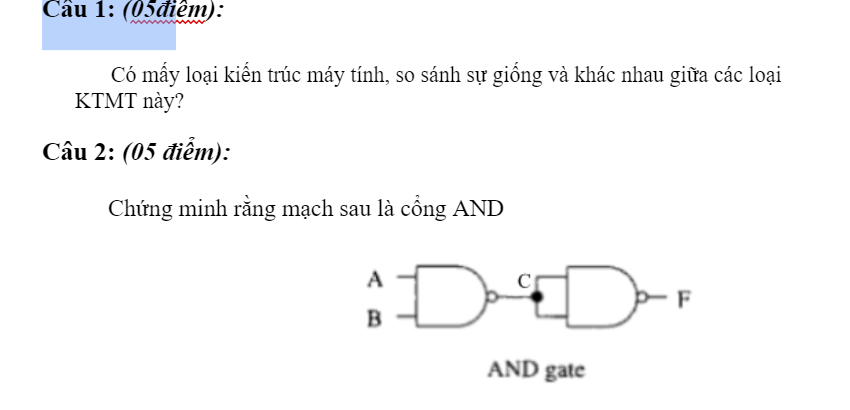 Câu 1: (05điểm):
Có mấy loại kiến trúc máy tính, so sánh sự giống và khác nhau giữa các loại
KTMT này?
Câu 2: (05 điểm):
Chứng minh rằng mạch sau là cổng AND
A
C
B
F
AND gate